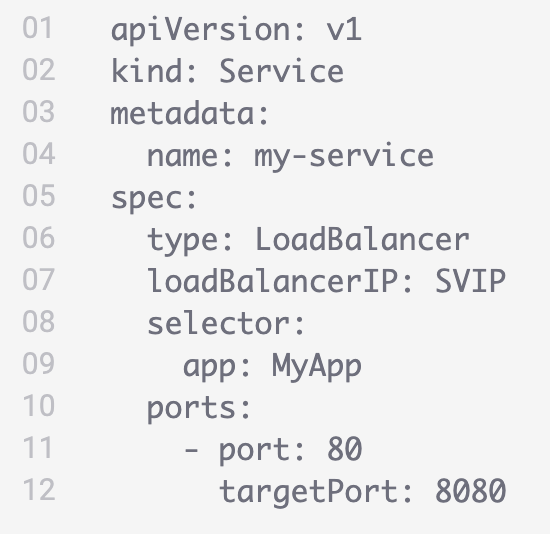 01 apiVersion: v1
02 kind: Service
03 metadata:
04   name: my-service
05 spec:
06   type: LoadBalancer
07   loadBalancerIP: SVIP
08   selector:
09     app: MyApp
10   ports:
11     - port: 80
12       targetPort: 8080